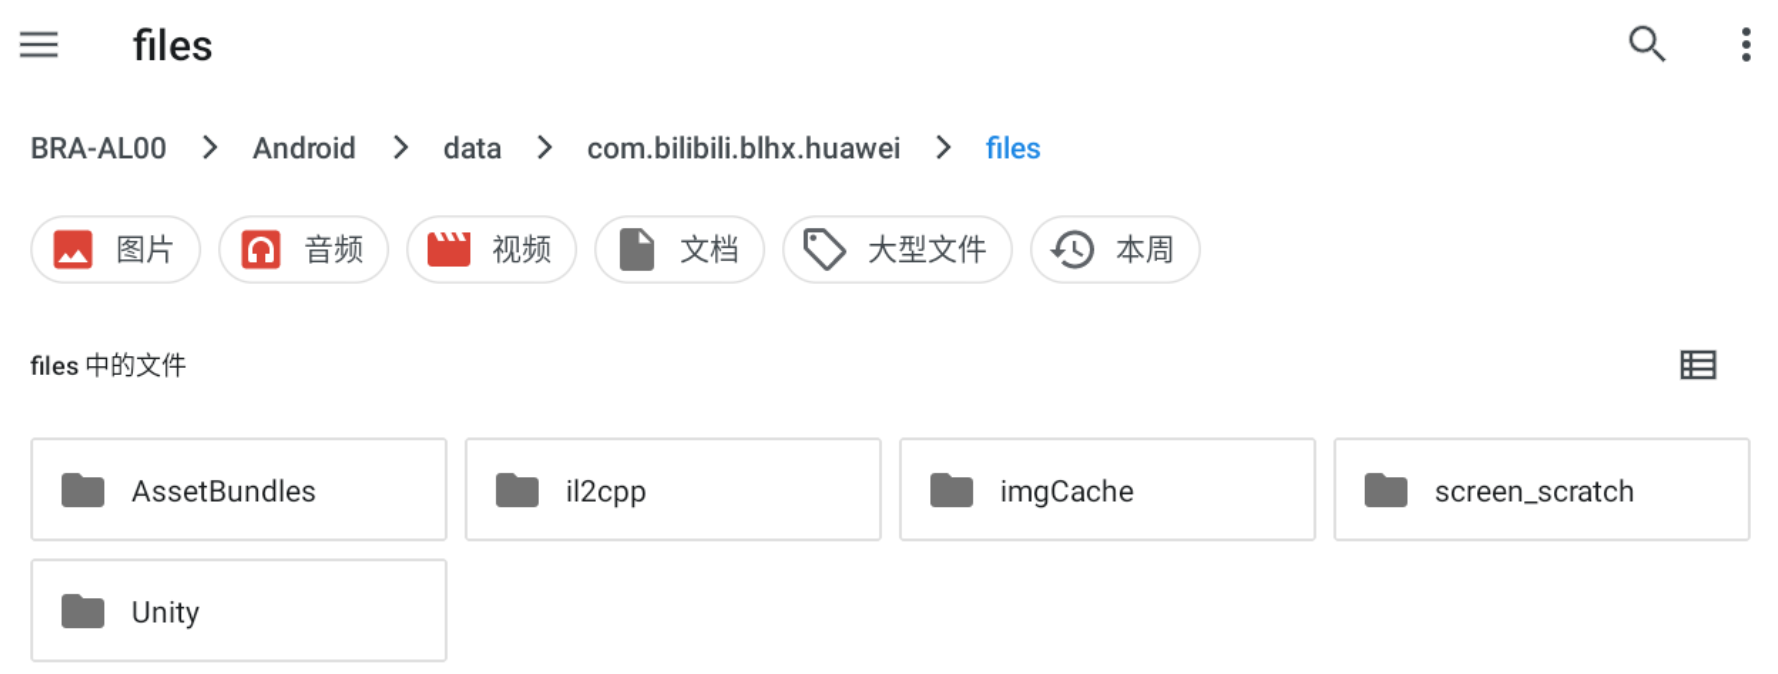 files
BRA-AL00 > Android > data > com.bilibili.blhx.huawei > files
图片 音频 视频 文档 大型文件 本周
files 中的文件
AssetBundles il2cpp imgCache screen_scratch
Unity